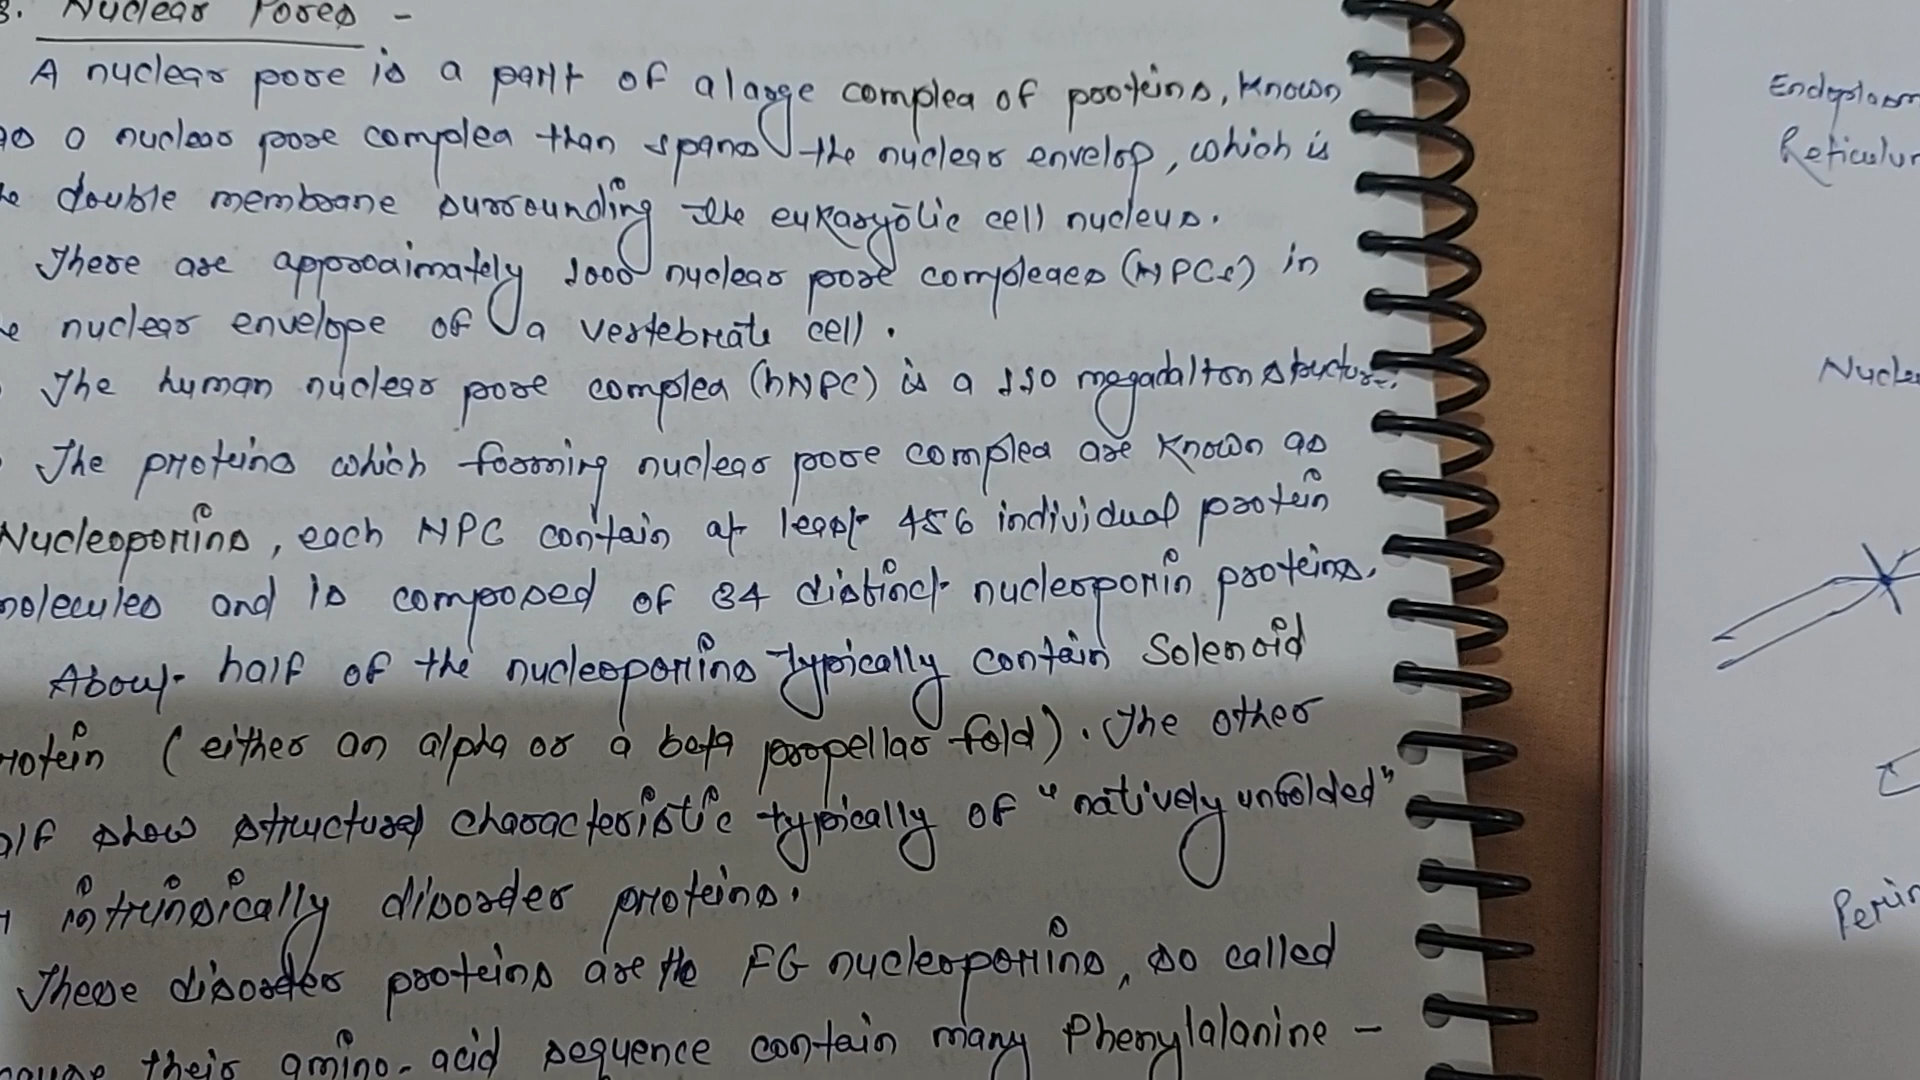 3. Nuclear Pores -
A nuclear pore is a part of a large complex of proteins, known
as a nuclear pore complex than spans the nuclear envelop, which is
he double membrane surrounding the eukaryotic cell nucleus.
There are approximately 1000 nuclear pore complexes (NPCs) in
e nuclear envelope of a vertebrate cell.
The human nuclear pore complex (hNPC) is a 110 megadalton structure.
The proteins which forming nuclear pore complex are known as
Nucleoporins, each NPC contain at least 456 individual protein
molecules and is composed of 34 distinct nucleoporin proteins.
About half of the nucleoporins typically contain Solenoid
rotein (either an alpha or a beta propellar fold). The other
alf show structural characteristic typically of "natively unfolded"
intrinsically disorder proteins.
These disorder proteins are the FG nucleoporins, so called
their amino-acid sequence contain many Phenylalanine -
Endoplasm
Reticulum
Nucle
Perin